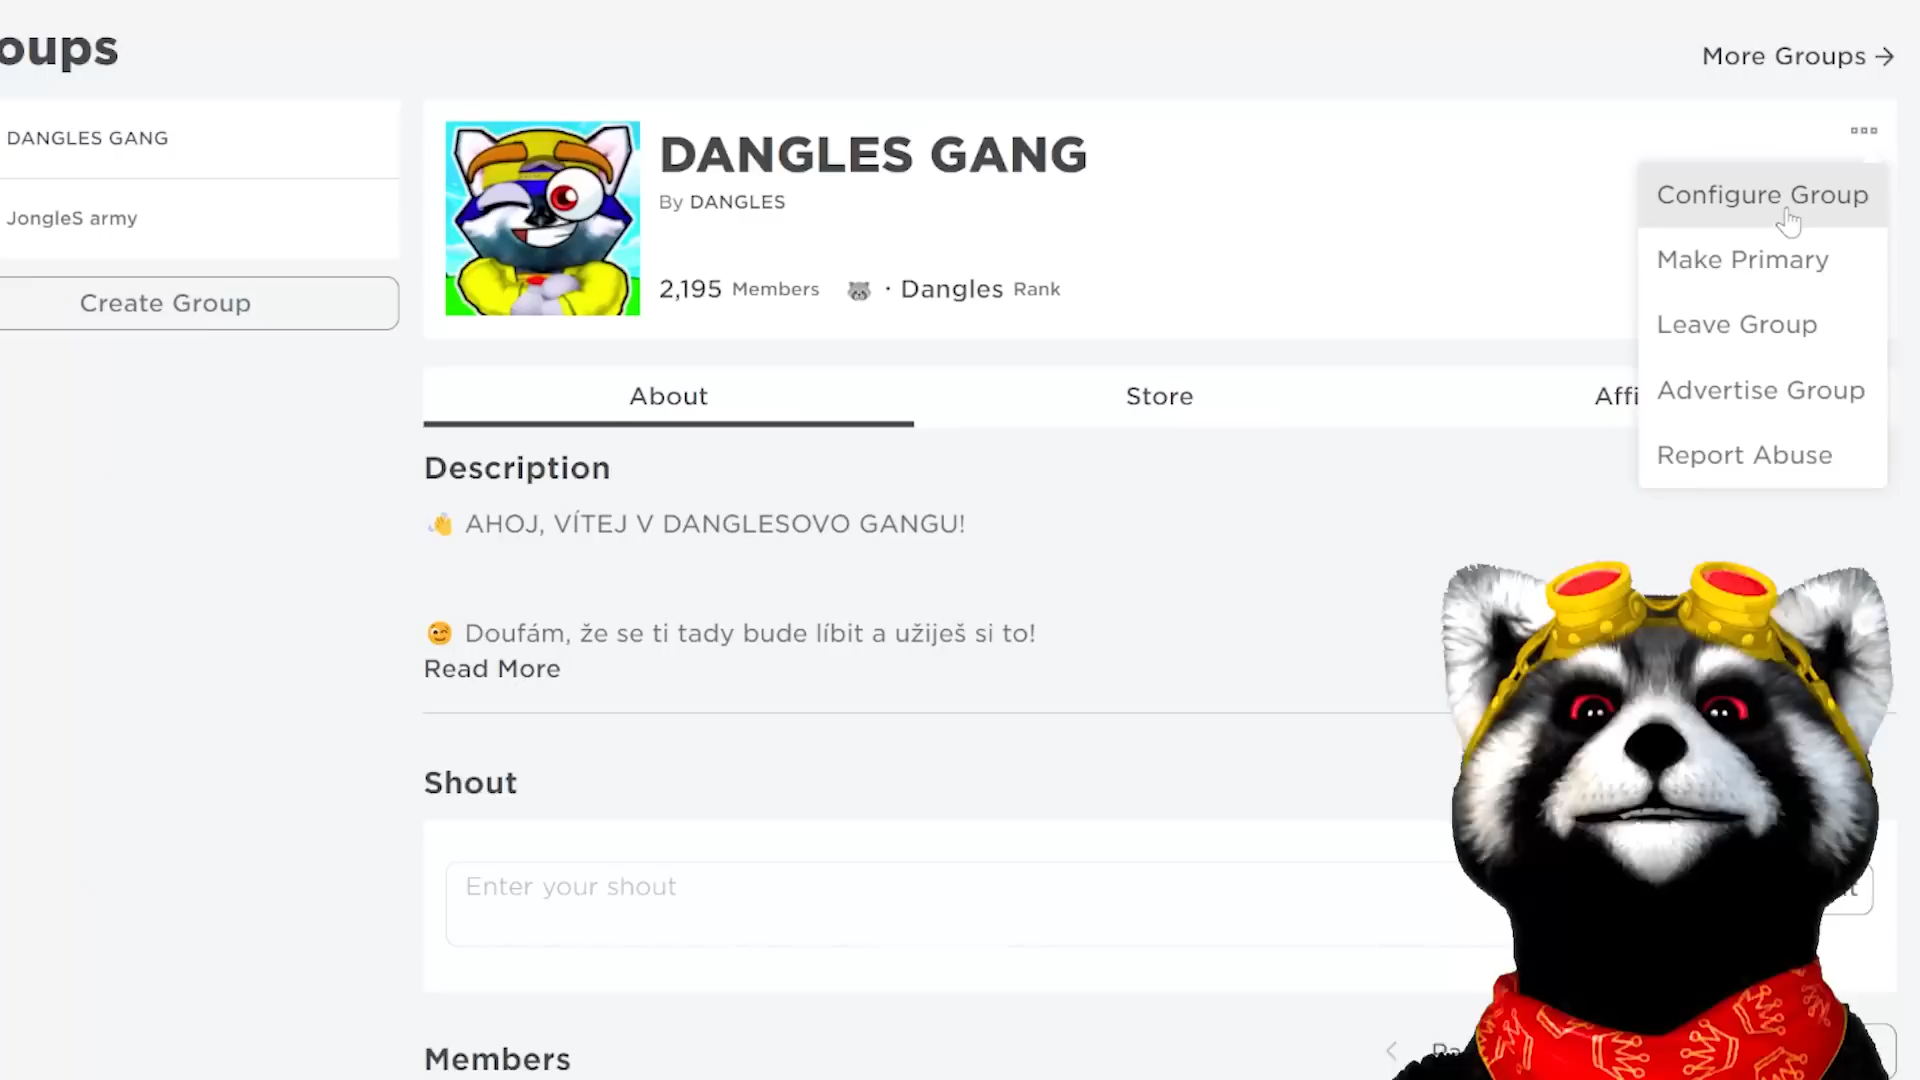 oups
More Groups →
DANGLES GANG
JongleS army
Create Group
DANGLES GANG
By DANGLES
2,195 Members · Dangles Rank
Configure Group
Make Primary
Leave Group
Advertise Group
Report Abuse
About Store Affi
Description
👋 AHOJ, VÍTEJ V DANGLESOVO GANGU!
😉 Doufám, že se ti tady bude líbit a užiješ si to!
Read More
Shout
Enter your shout
Members